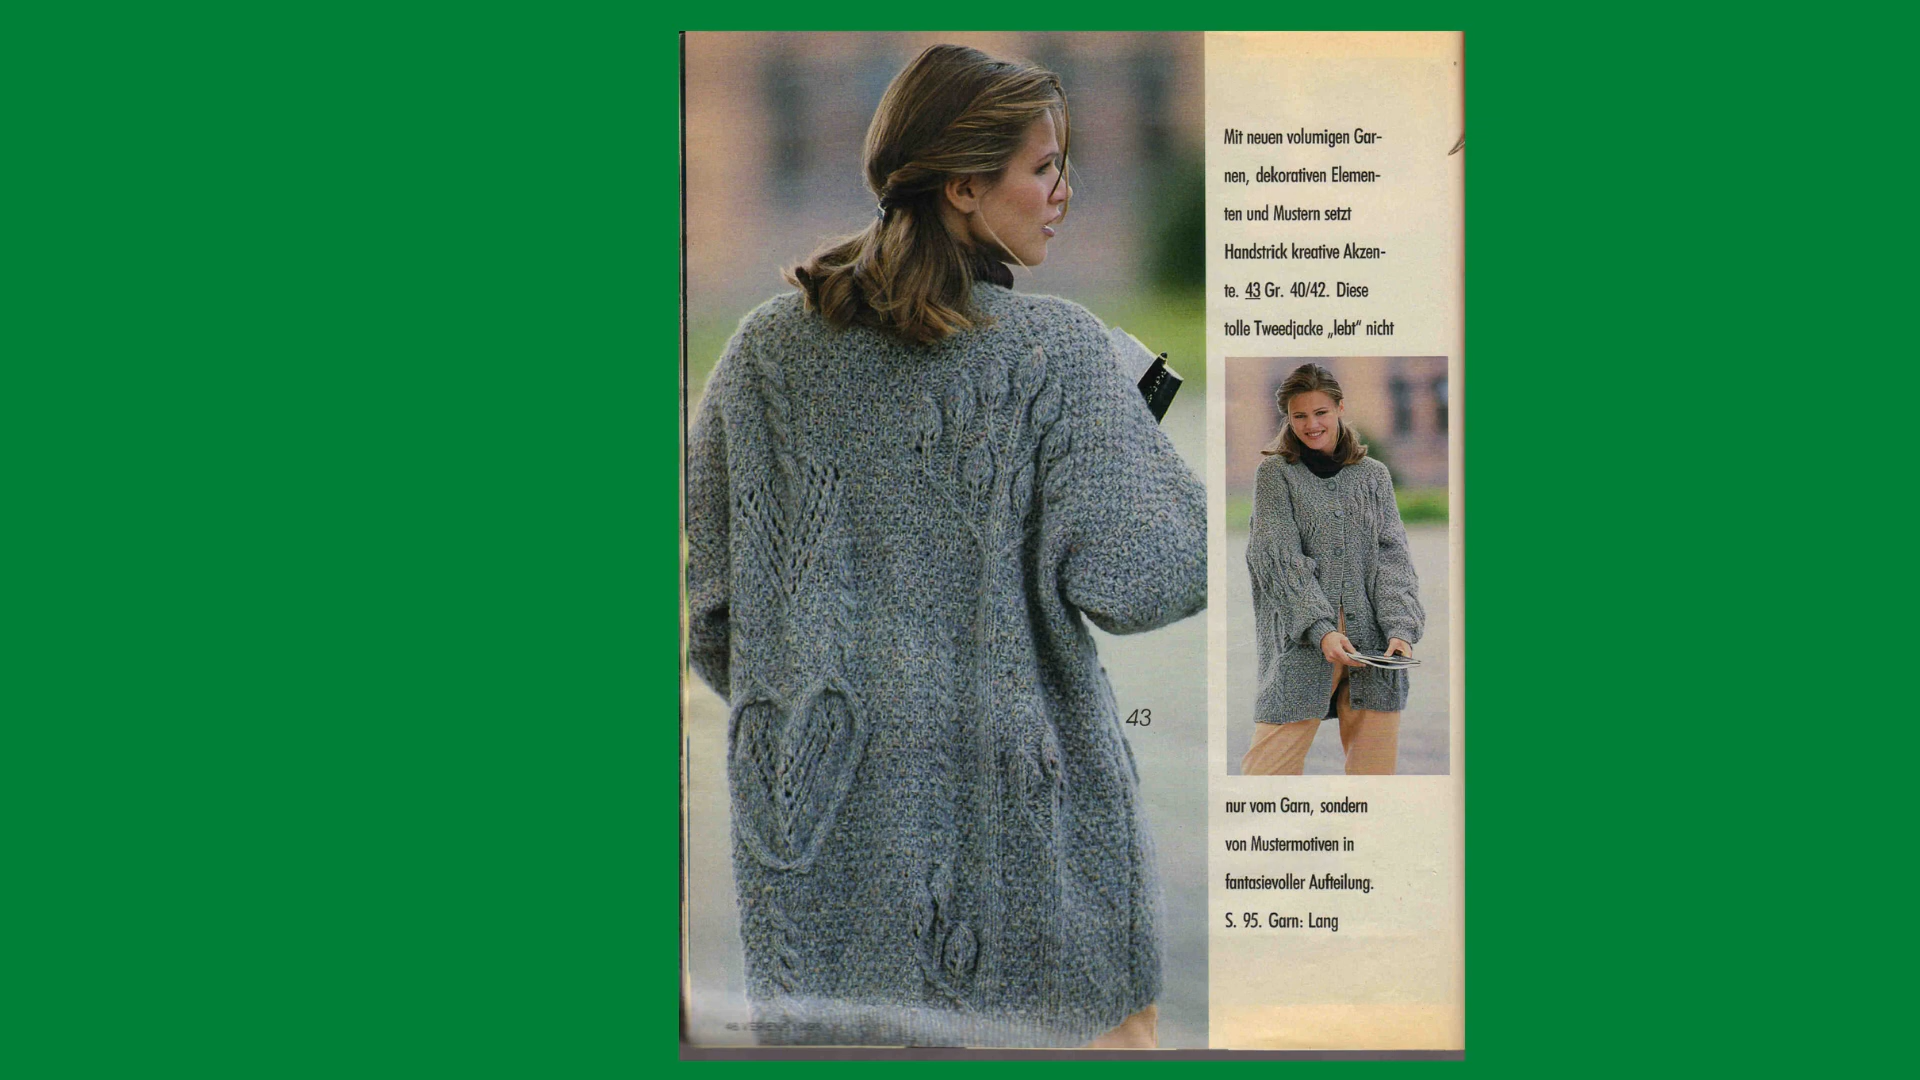 Mit neuen volumigen Gar-
nen, dekorativen Elemen-
ten und Mustern setzt
Handstrick kreative Akzen-
te. 43 Gr. 40/42. Diese
tolle Tweedjacke „lebt“ nicht
43
nur vom Garn, sondern
von Mustermotiven in
fantasievoller Aufteilung.
S. 95. Garn: Lang